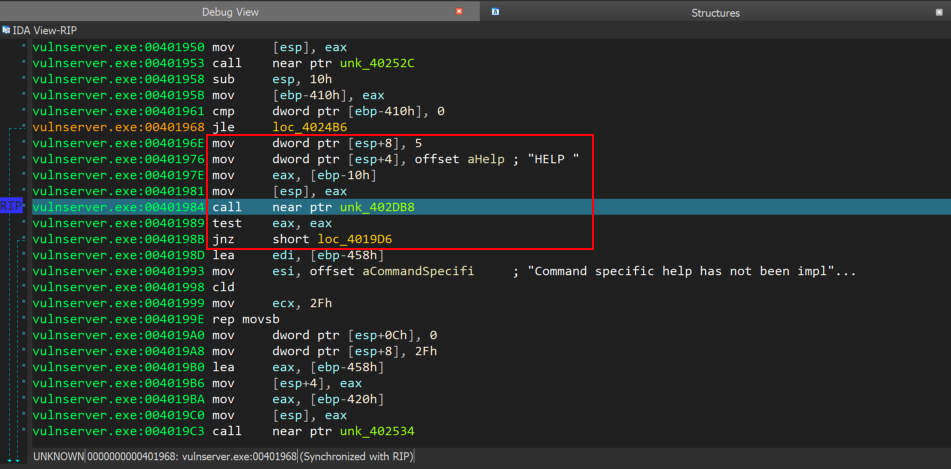 Debug View
Structures
IDA View-RIP
vulnserver.exe:00401950 mov [esp], eax
vulnserver.exe:00401953 call near ptr unk_40252C
vulnserver.exe:00401958 sub esp, 10h
vulnserver.exe:0040195B mov [ebp-410h], eax
vulnserver.exe:00401961 cmp dword ptr [ebp-410h], 0
vulnserver.exe:00401968 jle loc_4024B6
vulnserver.exe:0040196E mov dword ptr [esp+8], 5
vulnserver.exe:00401976 mov dword ptr [esp+4], offset aHelp ; "HELP "
vulnserver.exe:0040197E mov eax, [ebp-10h]
vulnserver.exe:00401981 mov [esp], eax
RIP vulnserver.exe:00401984 call near ptr unk_402DB8
vulnserver.exe:00401989 test eax, eax
vulnserver.exe:0040198B jnz short loc_4019D6
vulnserver.exe:0040198D lea edi, [ebp-458h]
vulnserver.exe:00401993 mov esi, offset aCommandSpecifi ; "Command specific help has not been impl"...
vulnserver.exe:00401998 cld
vulnserver.exe:00401999 mov ecx, 2Fh
vulnserver.exe:0040199E rep movsb
vulnserver.exe:004019A0 mov dword ptr [esp+0Ch], 0
vulnserver.exe:004019A8 mov dword ptr [esp+8], 2Fh
vulnserver.exe:004019B0 lea eax, [ebp-458h]
vulnserver.exe:004019B6 mov [esp+4], eax
vulnserver.exe:004019BA mov eax, [ebp-420h]
vulnserver.exe:004019C0 mov [esp], eax
vulnserver.exe:004019C3 call near ptr unk_402534
UNKNOWN 0000000000401968: vulnserver.exe:00401968 (Synchronized with RIP)